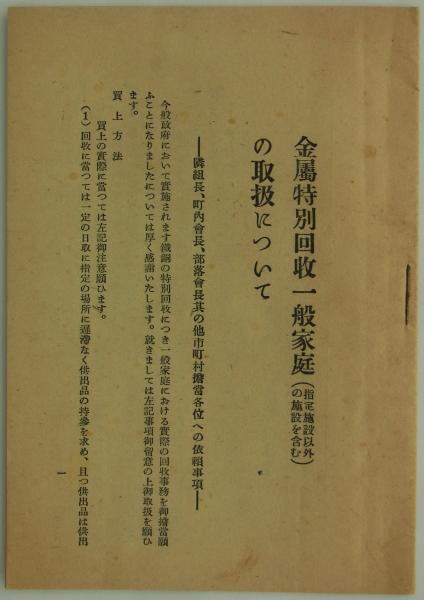 金屬特別回收一般家庭(指定施設以外の施設を含む)
の取扱について
――隣組長、町內會長、部落會長其の他市町村擔當各位への依賴事項――
今般政府において實施されます鐵銅の特別回收につき一般家庭における實際の回收事務を御擔當願
ふことになりましたについては厚く感謝いたします。就きましては左記事項御留意の上御取扱を願ひ
ます。
買上方法
買上の實際に當つては左記御注意願ひます。
(1)回收に當つては一定の日取に指定の場所に遲滯なく供出品の持參を求め、且つ供出品は供出
一